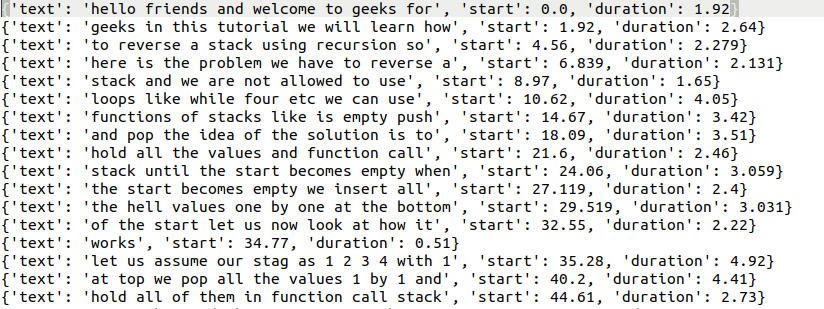 {'text': 'hello friends and welcome to geeks for', 'start': 0.0, 'duration': 1.92}
{'text': 'geeks in this tutorial we will learn how', 'start': 1.92, 'duration': 2.64}
{'text': 'to reverse a stack using recursion so', 'start': 4.56, 'duration': 2.279}
{'text': 'here is the problem we have to reverse a', 'start': 6.839, 'duration': 2.131}
{'text': 'stack and we are not allowed to use', 'start': 8.97, 'duration': 1.65}
{'text': 'loops like while four etc we can use', 'start': 10.62, 'duration': 4.05}
{'text': 'functions of stacks like is empty push', 'start': 14.67, 'duration': 3.42}
{'text': 'and pop the idea of the solution is to', 'start': 18.09, 'duration': 3.51}
{'text': 'hold all the values and function call', 'start': 21.6, 'duration': 2.46}
{'text': 'stack until the start becomes empty when', 'start': 24.06, 'duration': 3.059}
{'text': 'the start becomes empty we insert all', 'start': 27.119, 'duration': 2.4}
{'text': 'the hell values one by one at the bottom', 'start': 29.519, 'duration': 3.031}
{'text': 'of the start let us now look at how it', 'start': 32.55, 'duration': 2.22}
{'text': 'works', 'start': 34.77, 'duration': 0.51}
{'text': 'let us assume our stag as 1 2 3 4 with 1', 'start': 35.28, 'duration': 4.92}
{'text': 'at top we pop all the values 1 by 1 and', 'start': 40.2, 'duration': 4.41}
{'text': 'hold all of them in function call stack', 'start': 44.61, 'duration': 2.73}